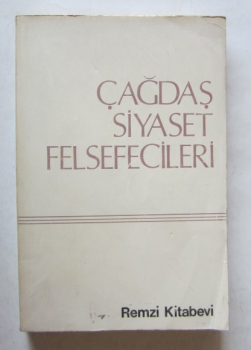 ÇAĞDAŞ
SİYASET
FELSEFECİLERİ
Remzi Kitabevi